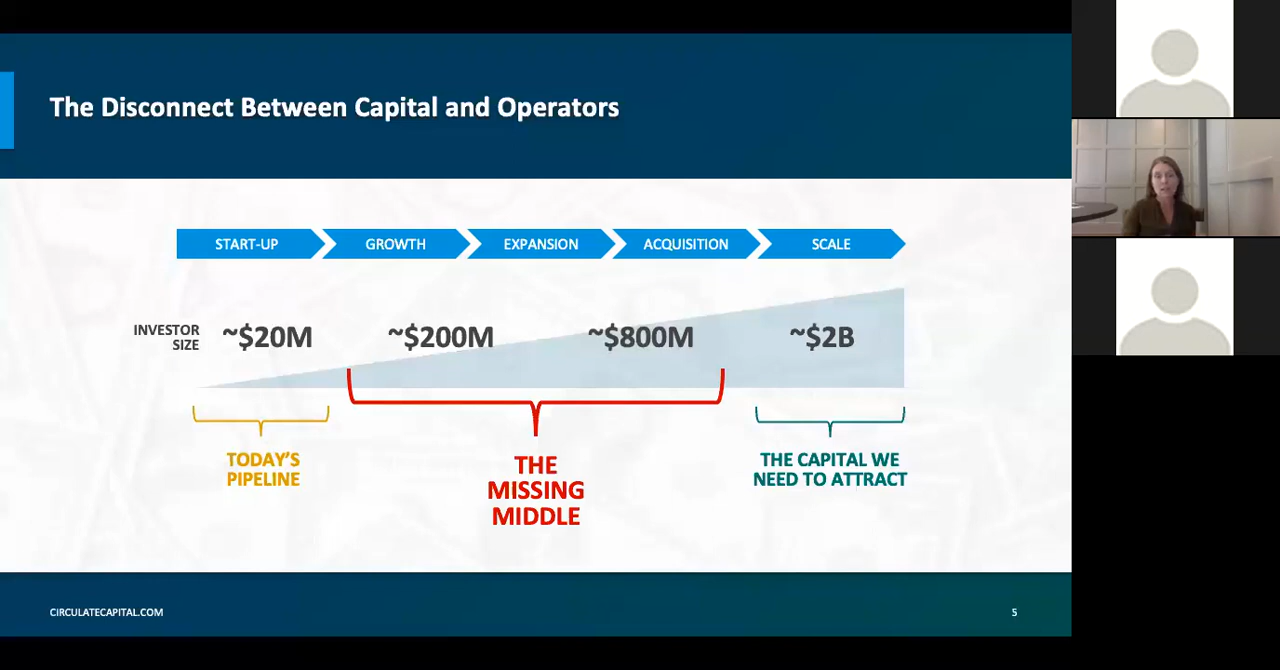 The Disconnect Between Capital and Operators
START-UP
GROWTH
EXPANSION
ACQUISITION
SCALE
INVESTOR
SIZE
~$20M
~$200M
~$800M
~$2B
TODAY'S
PIPELINE
THE
MISSING
MIDDLE
THE CAPITAL WE
NEED TO ATTRACT
CIRCULATECAPITAL.COM
5